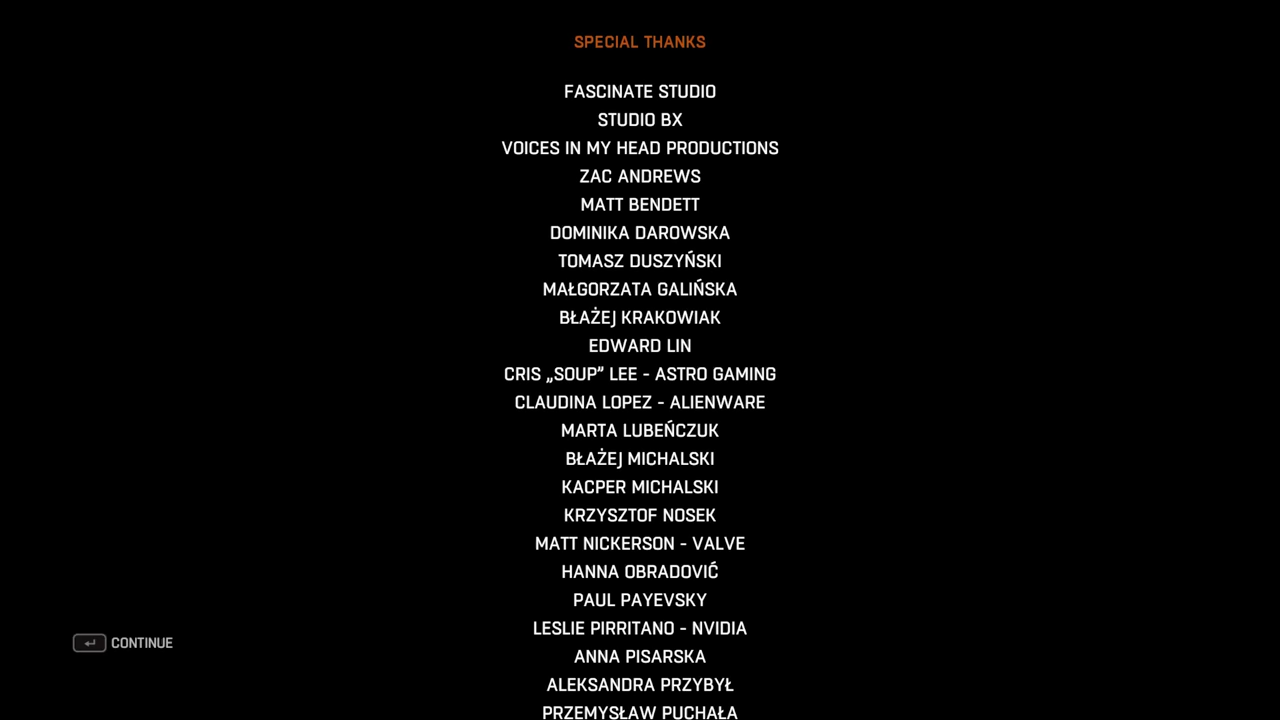 SPECIAL THANKS
FASCINATE STUDIO
STUDIO BX
VOICES IN MY HEAD PRODUCTIONS
ZAC ANDREWS
MATT BENDETT
DOMINIKA DAROWSKA
TOMASZ DUSZYŃSKI
MAŁGORZATA GALIŃSKA
BŁAŻEJ KRAKOWIAK
EDWARD LIN
CRIS „SOUP” LEE - ASTRO GAMING
CLAUDINA LOPEZ - ALIENWARE
MARTA LUBEŃCZUK
BŁAŻEJ MICHALSKI
KACPER MICHALSKI
KRZYSZTOF NOSEK
MATT NICKERSON - VALVE
HANNA OBRADOVIĆ
PAUL PAYEVSKY
LESLIE PIRRITANO - NVIDIA
CONTINUE
ANNA PISARSKA
ALEKSANDRA PRZYBYŁ
PRZEMYSŁAW PUCHAŁA